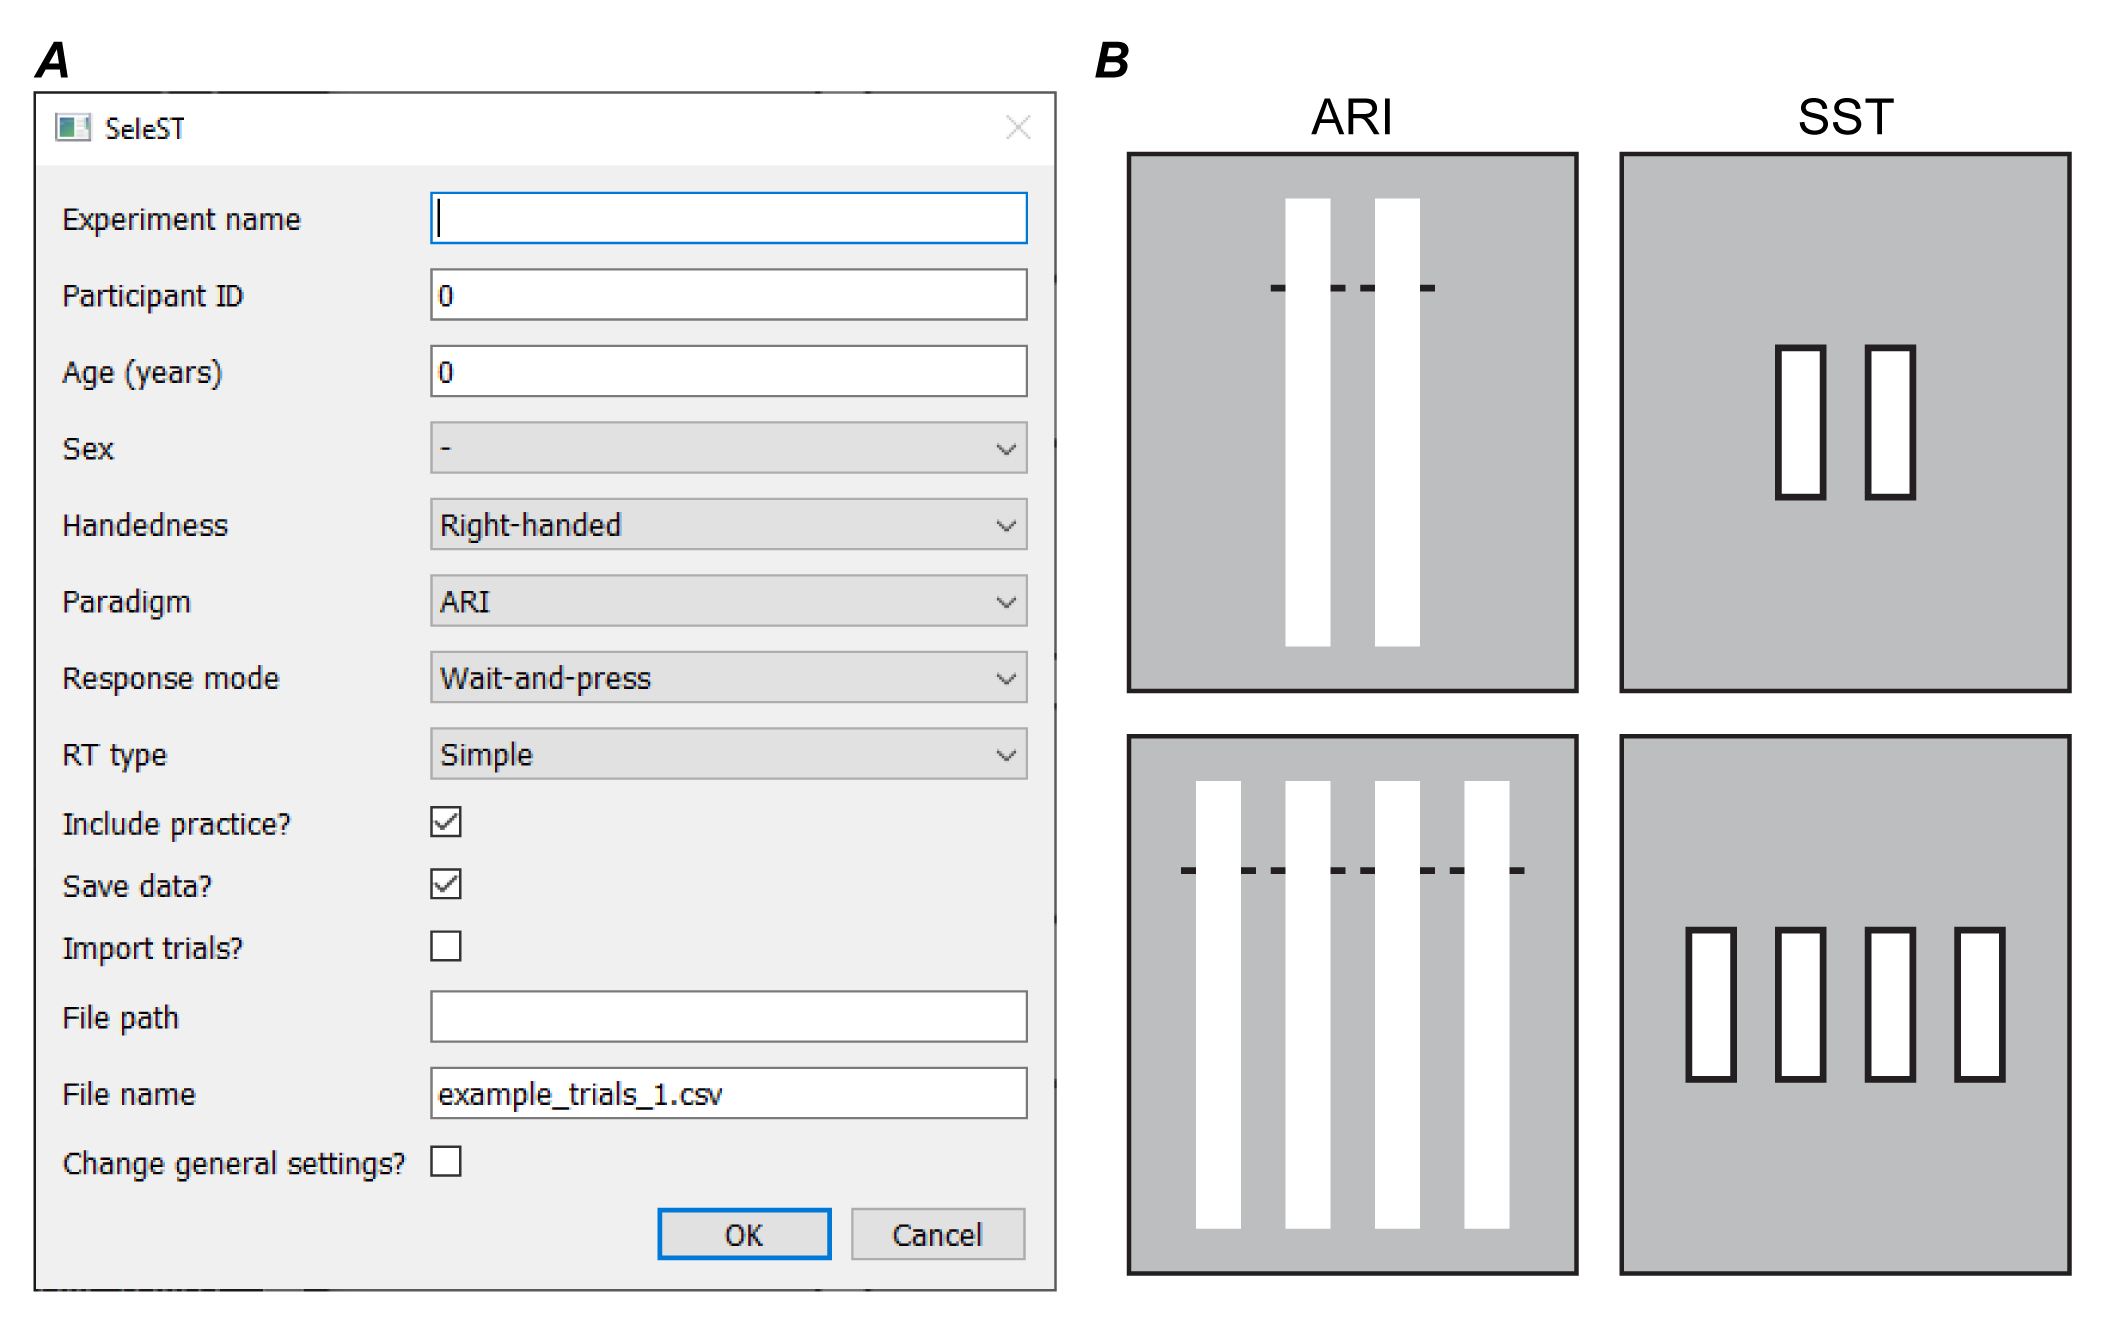 A
SeleST
Experiment name
Participant ID 0
Age (years) 0
Sex -
Handedness Right-handed
Paradigm ARI
Response mode Wait-and-press
RT type Simple
Include practice?
Save data?
Import trials?
File path
File name example_trials_1.csv
Change general settings?
OK Cancel
B
ARI SST